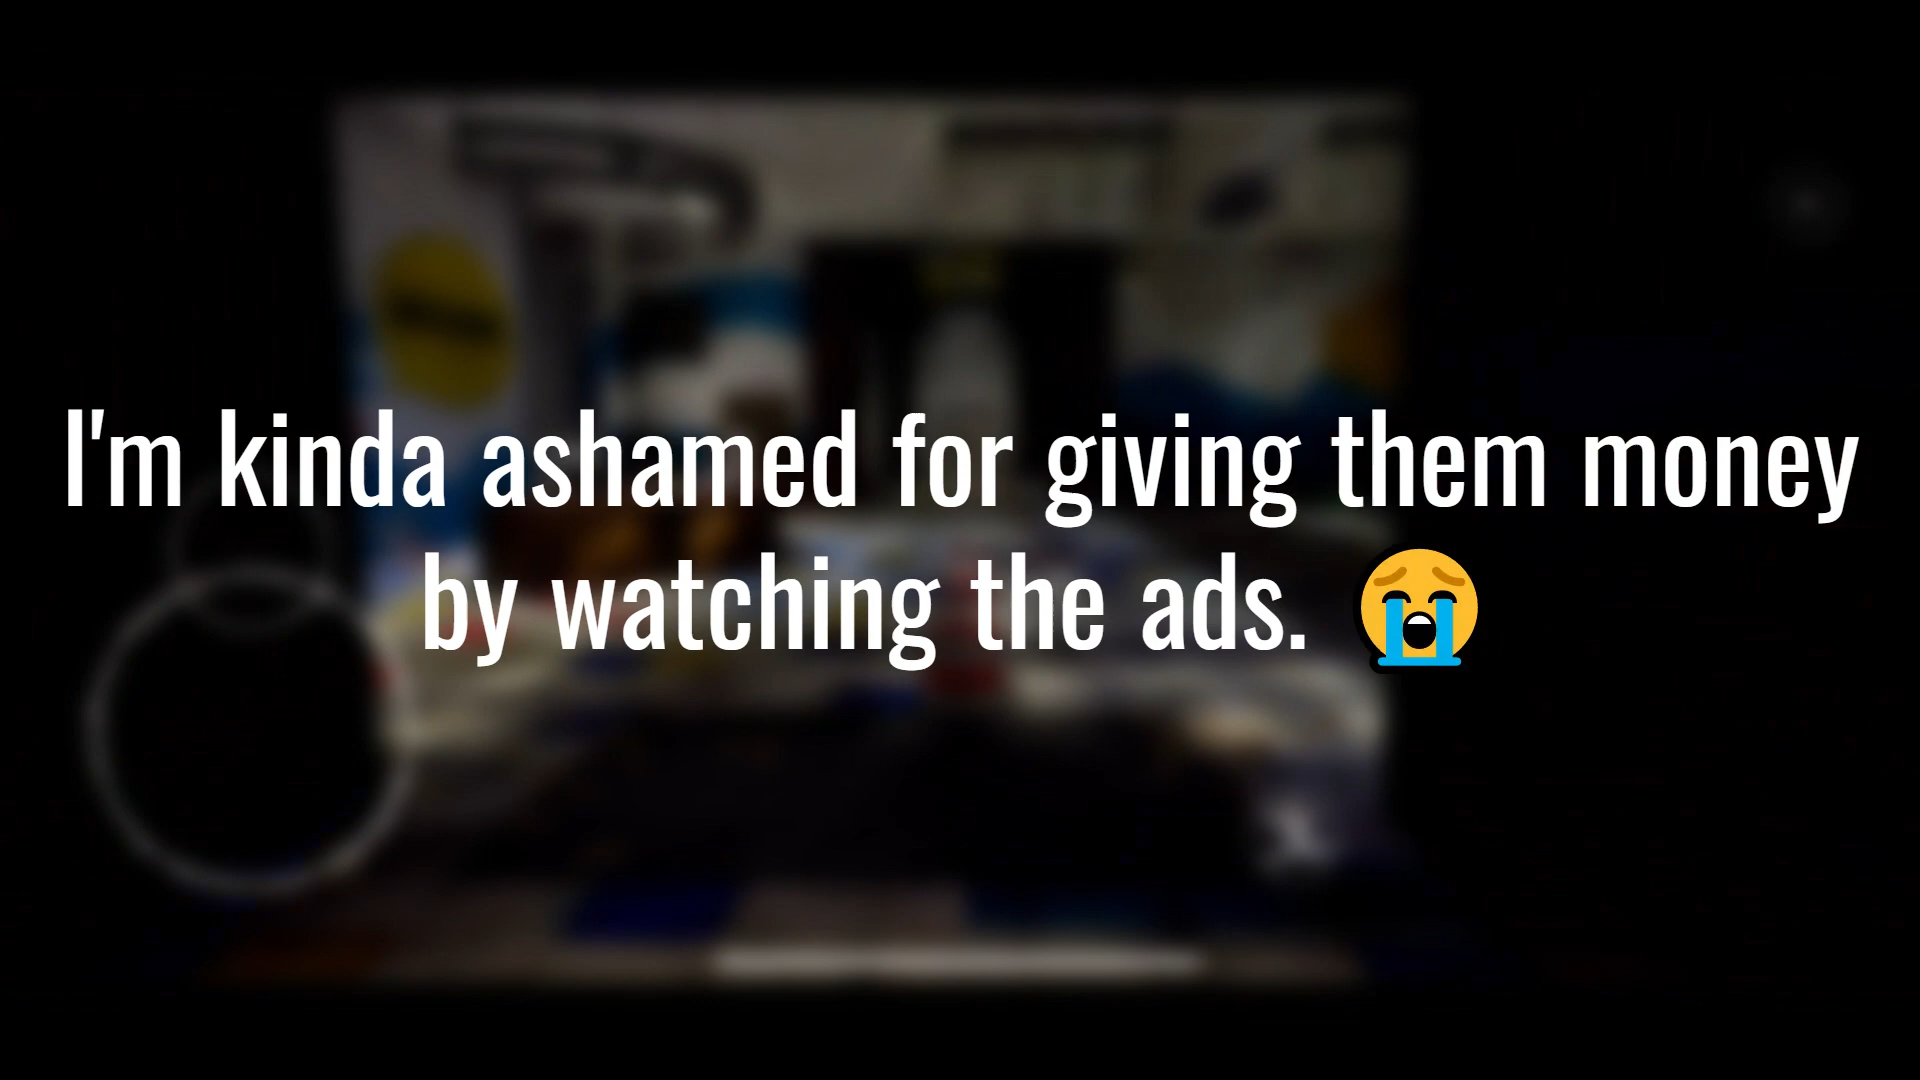 I'm kinda ashamed for giving them money
by watching the ads. 😭